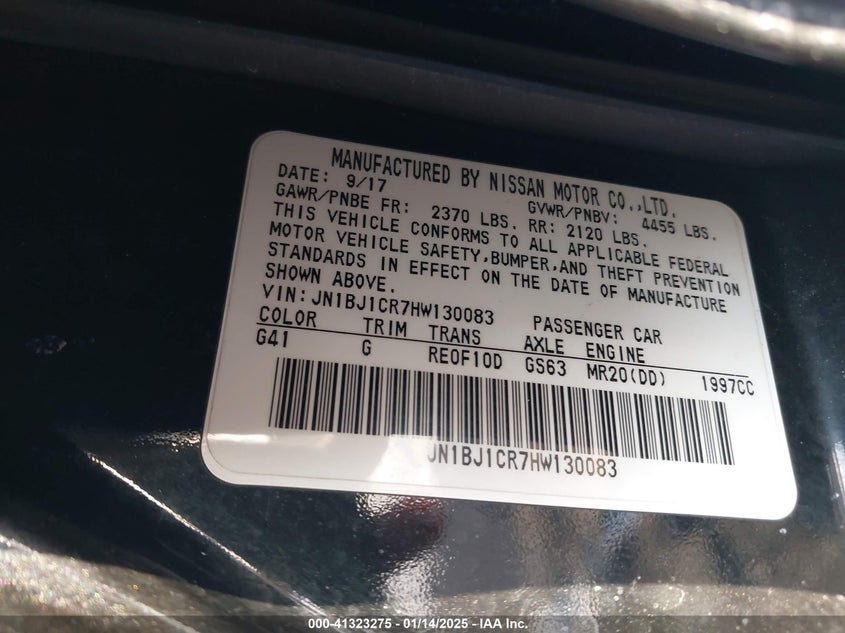 MANUFACTURED BY NISSAN MOTOR CO.,LTD.
DATE: 9/17 GVWR/PNBV: 4455 LBS.
GAWR/PNBE FR: 2370 LBS. RR: 2120 LBS.
THIS VEHICLE CONFORMS TO ALL APPLICABLE FEDERAL
MOTOR VEHICLE SAFETY,BUMPER,AND THEFT PREVENTION
STANDARDS IN EFFECT ON THE DATE OF MANUFACTURE
SHOWN ABOVE.
VIN:JN1BJ1CR7HW130083 PASSENGER CAR
COLOR TRIM TRANS AXLE ENGINE
G41 G RE0F10D GS63 MR20(DD) 1997CC
JN1BJ1CR7HW130083
000-41323275 - 01/14/2025 - IAA Inc.